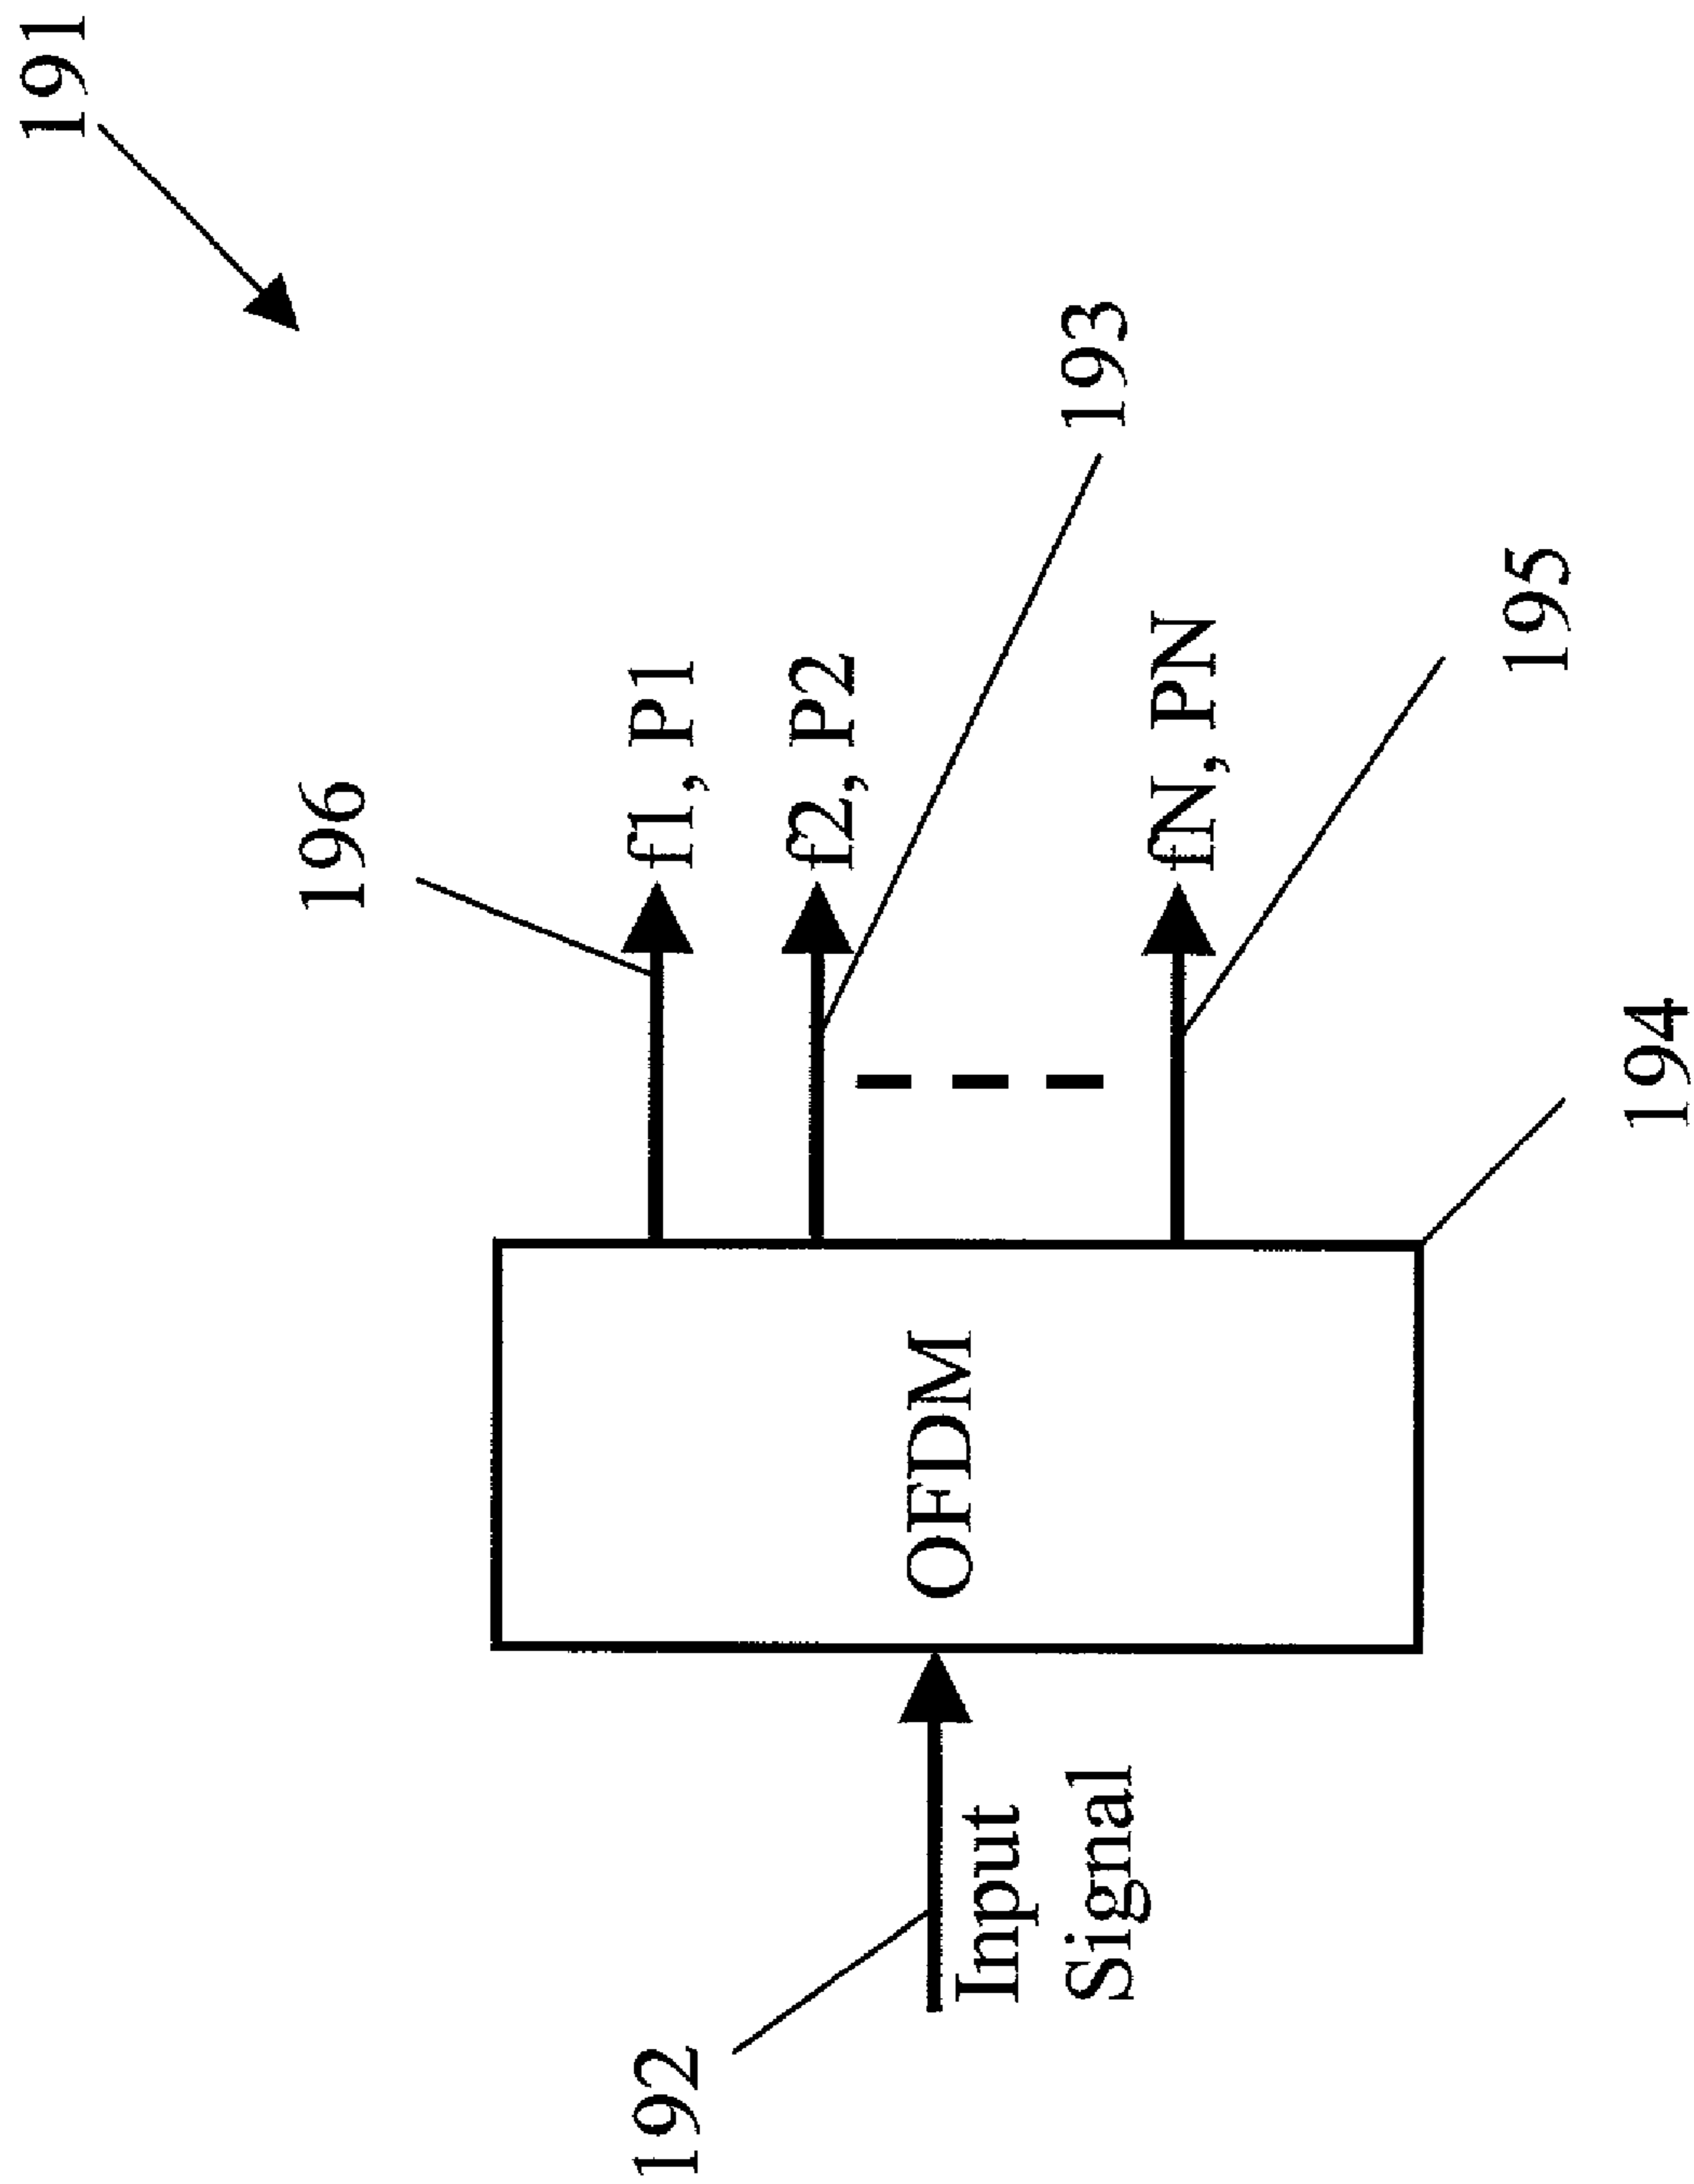 191
196
f1, P1
f2, P2
193
fN, PN
195
OFDM
194
192
Input
Signal